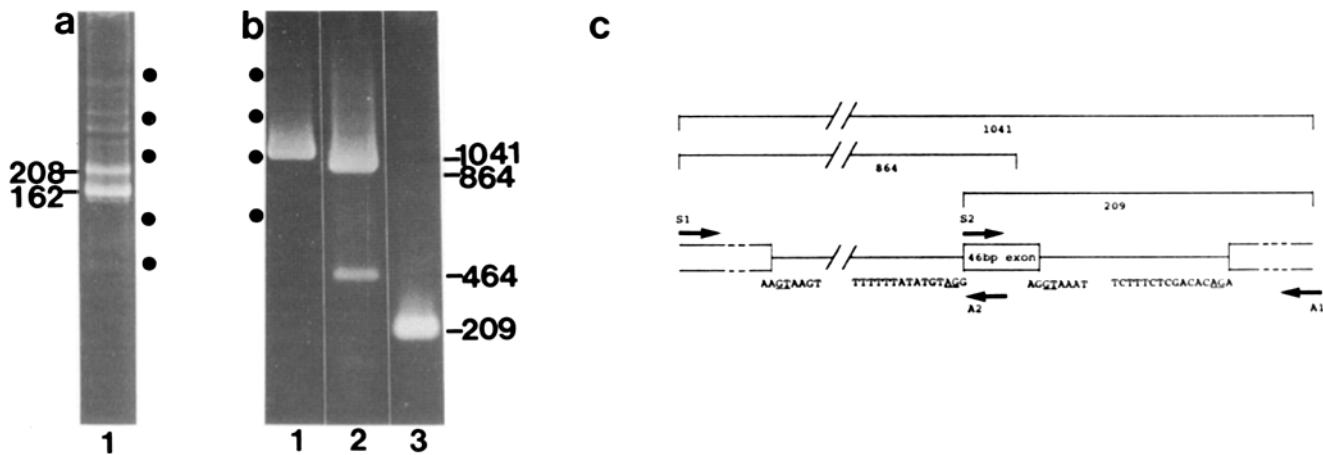 a
208
162
1
b
1041
864
464
209
1 2 3
c
1041
864
209
S1
S2
46bp exon
AAGTAAGT
TTTTTTATATGTAGG
AGGTAAAT
TCTTTCTCGACACAGA
A2
A1